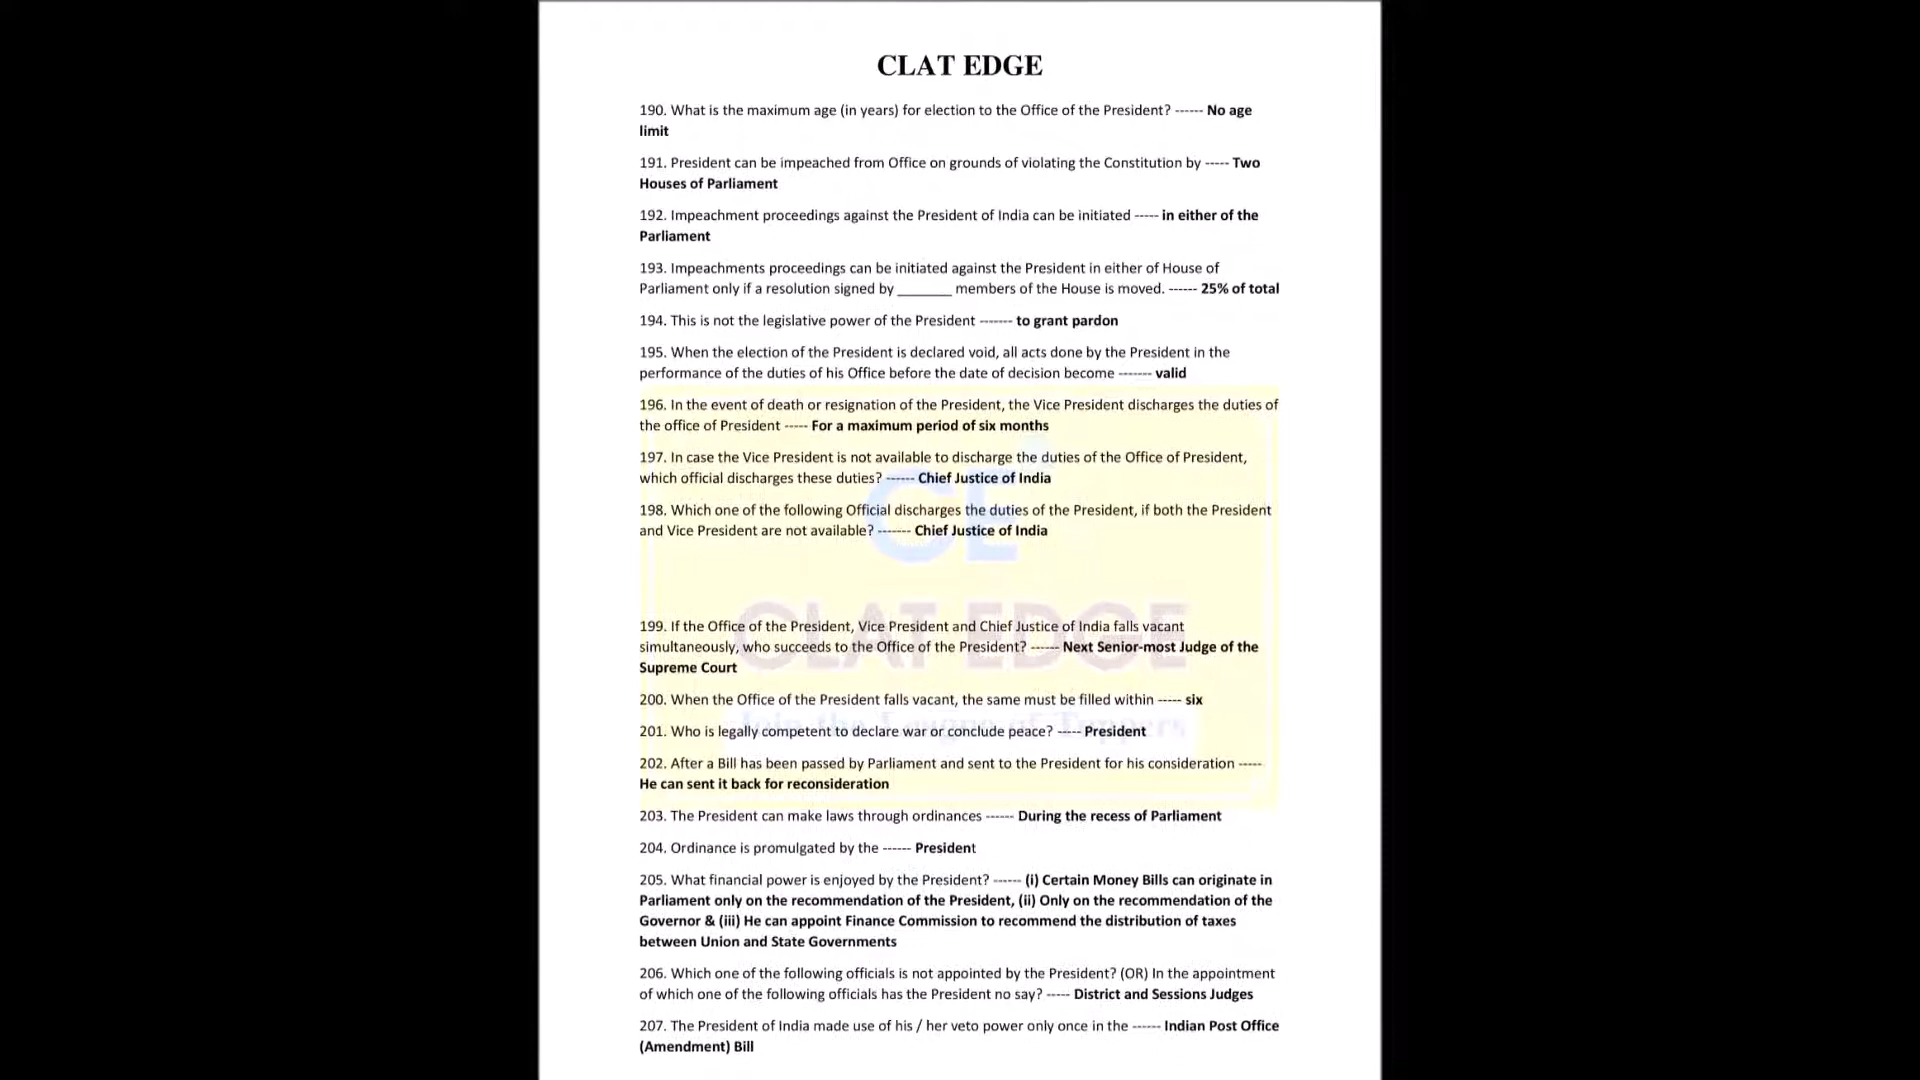 CLAT EDGE
190. What is the maximum age (in years) for election to the Office of the President? ------ No age
limit
191. President can be impeached from Office on grounds of violating the Constitution by ----- Two
Houses of Parliament
192. Impeachment proceedings against the President of India can be initiated ----- in either of the
Parliament
193. Impeachments proceedings can be initiated against the President in either of House of
Parliament only if a resolution signed by _______ members of the House is moved. ------ 25% of total
194. This is not the legislative power of the President ------- to grant pardon
195. When the election of the President is declared void, all acts done by the President in the
performance of the duties of his Office before the date of decision become ------- valid
196. In the event of death or resignation of the President, the Vice President discharges the duties of
the office of President ----- For a maximum period of six months
197. In case the Vice President is not available to discharge the duties of the Office of President,
which official discharges these duties? ------ Chief Justice of India
198. Which one of the following Official discharges the duties of the President, if both the President
and Vice President are not available? ------- Chief Justice of India
CE
199. If the Office of the President, Vice President and Chief Justice of India falls vacant
simultaneously, who succeeds to the Office of the President? ------ Next Senior-most Judge of the
Supreme Court
CLAT EDGE
200. When the Office of the President falls vacant, the same must be filled within ----- six
Join the League of Toppers
201. Who is legally competent to declare war or conclude peace? ----- President
202. After a Bill has been passed by Parliament and sent to the President for his consideration -----
He can sent it back for reconsideration
203. The President can make laws through ordinances ------ During the recess of Parliament
204. Ordinance is promulgated by the ------ President
205. What financial power is enjoyed by the President? ------ (i) Certain Money Bills can originate in
Parliament only on the recommendation of the President, (ii) Only on the recommendation of the
Governor & (iii) He can appoint Finance Commission to recommend the distribution of taxes
between Union and State Governments
206. Which one of the following officials is not appointed by the President? (OR) In the appointment
of which one of the following officials has the President no say? ----- District and Sessions Judges
207. The President of India made use of his / her veto power only once in the ------ Indian Post Office
(Amendment) Bill